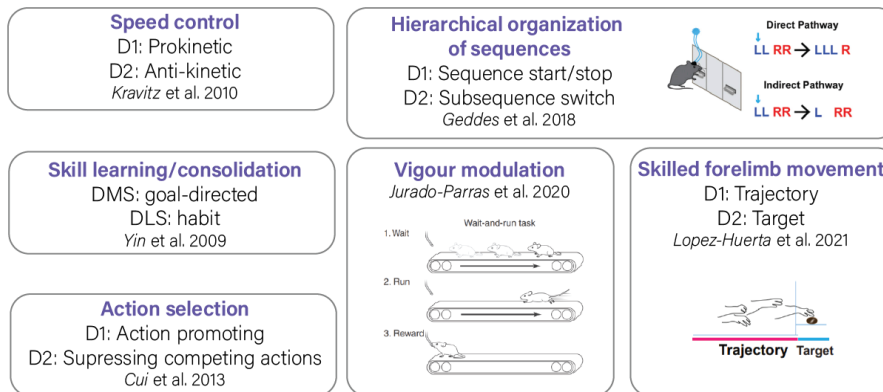 Speed control
D1: Prokinetic
D2: Anti-kinetic
Kravitz et al. 2010
Hierarchical organization
of sequences
D1: Sequence start/stop
D2: Subsequence switch
Geddes et al. 2018
Direct Pathway
LL RR → LLL R
Indirect Pathway
LL RR → L RR
Skill learning/consolidation
DMS: goal-directed
DLS: habit
Yin et al. 2009
Vigour modulation
Jurado-Parras et al. 2020
Wait-and-run task
1. Wait
2. Run
3. Reward
Skilled forelimb movement
D1: Trajectory
D2: Target
Lopez-Huerta et al. 2021
Trajectory Target
Action selection
D1: Action promoting
D2: Supressing competing actions
Cui et al. 2013